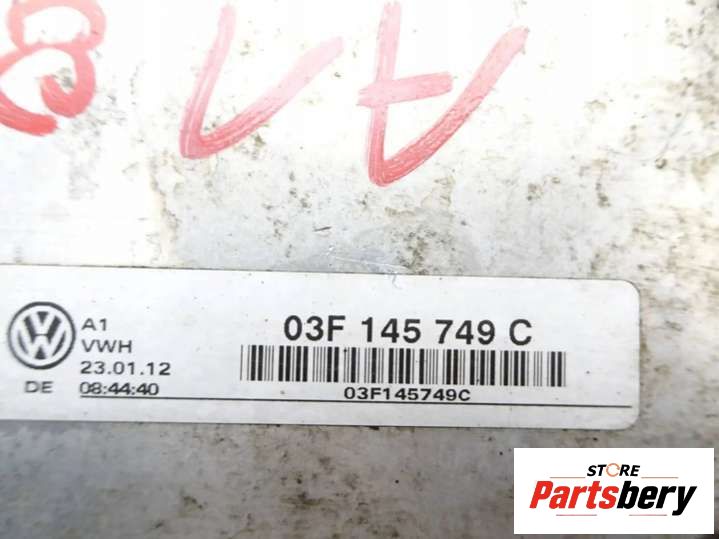 03F 145 749 C
03F145749C
A1
VWH
23.01.12
DE 08:44:40
STORE
Partsbery